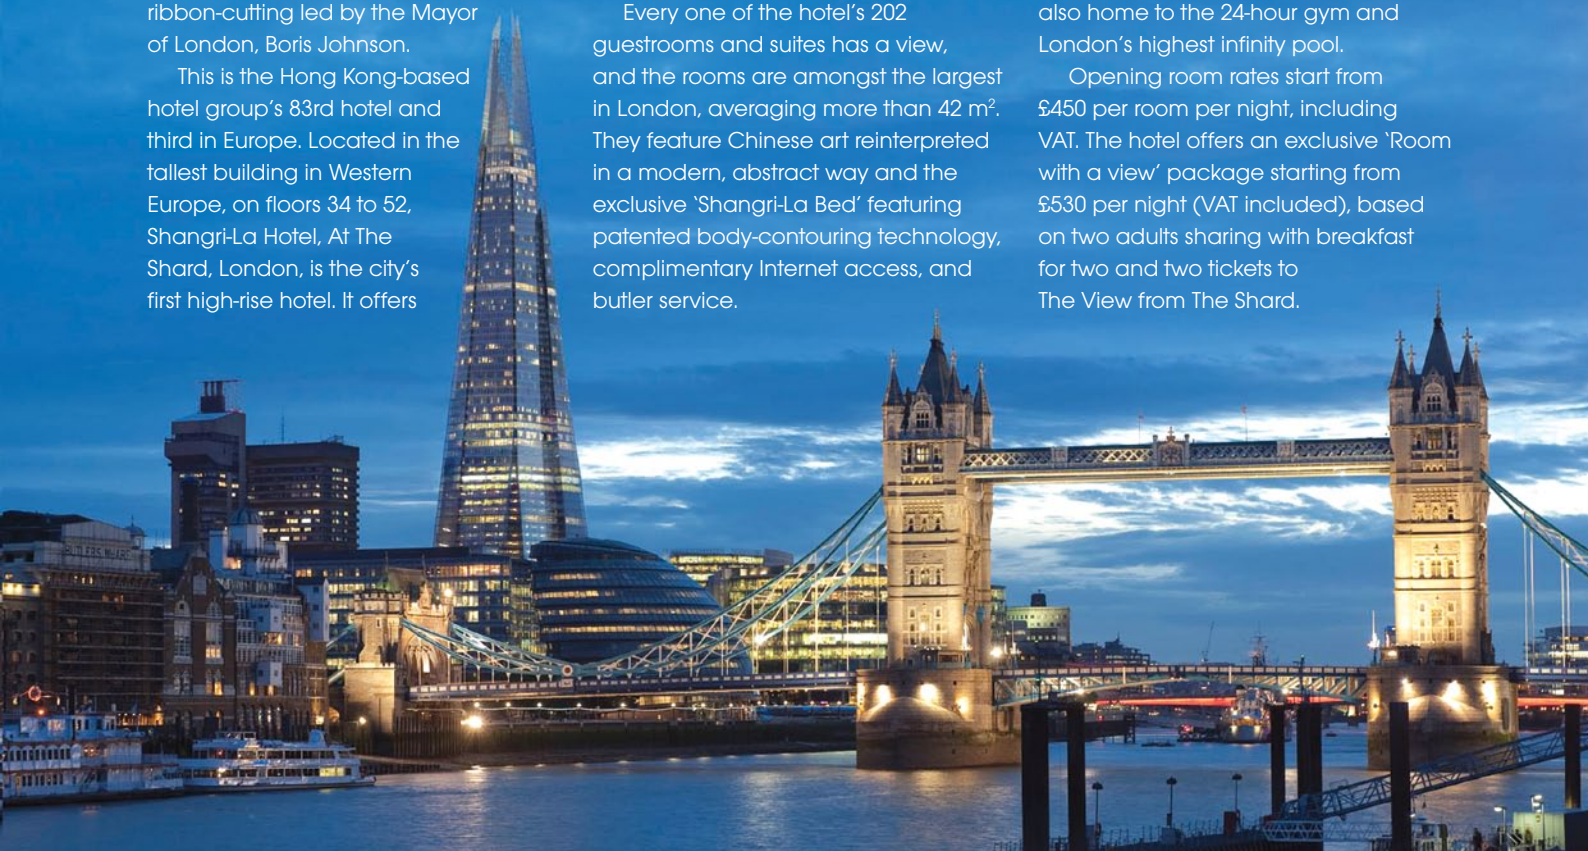 ribbon-cutting led by the Mayor
of London, Boris Johnson.
This is the Hong Kong-based
hotel group’s 83rd hotel and
third in Europe. Located in the
tallest building in Western
Europe, on floors 34 to 52,
Shangri-La Hotel, At The
Shard, London, is the city’s
first high-rise hotel. It offers
Every one of the hotel’s 202
guestrooms and suites has a view,
and the rooms are amongst the largest
in London, averaging more than 42 m².
They feature Chinese art reinterpreted
in a modern, abstract way and the
exclusive ‘Shangri-La Bed’ featuring
patented body-contouring technology,
complimentary Internet access, and
butler service.
also home to the 24-hour gym and
London’s highest infinity pool.
Opening room rates start from
£450 per room per night, including
VAT. The hotel offers an exclusive ‘Room
with a view’ package starting from
£530 per night (VAT included), based
on two adults sharing with breakfast
for two and two tickets to
The View from The Shard.
BUTLERS WHARF